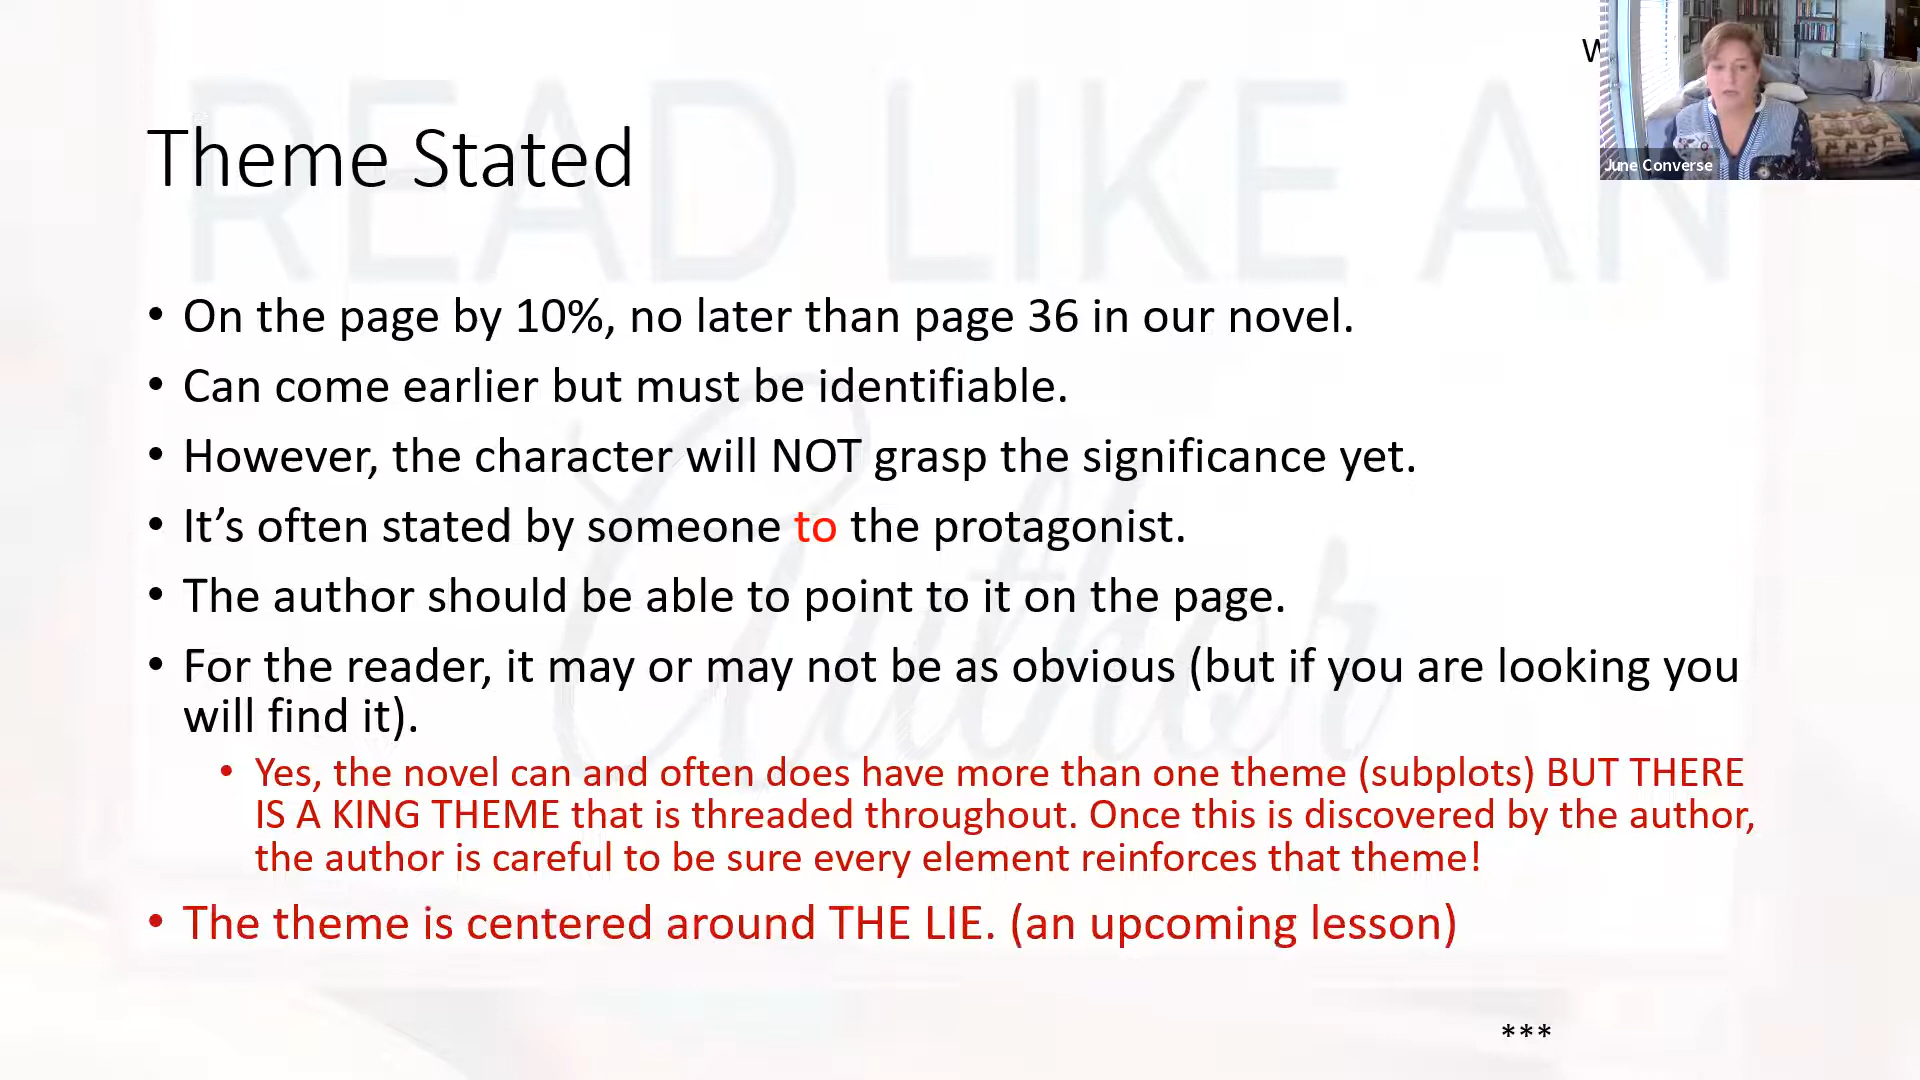 READ LIKE AN
Author
W
June Converse
Theme Stated
• On the page by 10%, no later than page 36 in our novel.
• Can come earlier but must be identifiable.
• However, the character will NOT grasp the significance yet.
• It’s often stated by someone to the protagonist.
• The author should be able to point to it on the page.
• For the reader, it may or may not be as obvious (but if you are looking you
will find it).
• Yes, the novel can and often does have more than one theme (subplots) BUT THERE
IS A KING THEME that is threaded throughout. Once this is discovered by the author,
the author is careful to be sure every element reinforces that theme!
• The theme is centered around THE LIE. (an upcoming lesson)
***